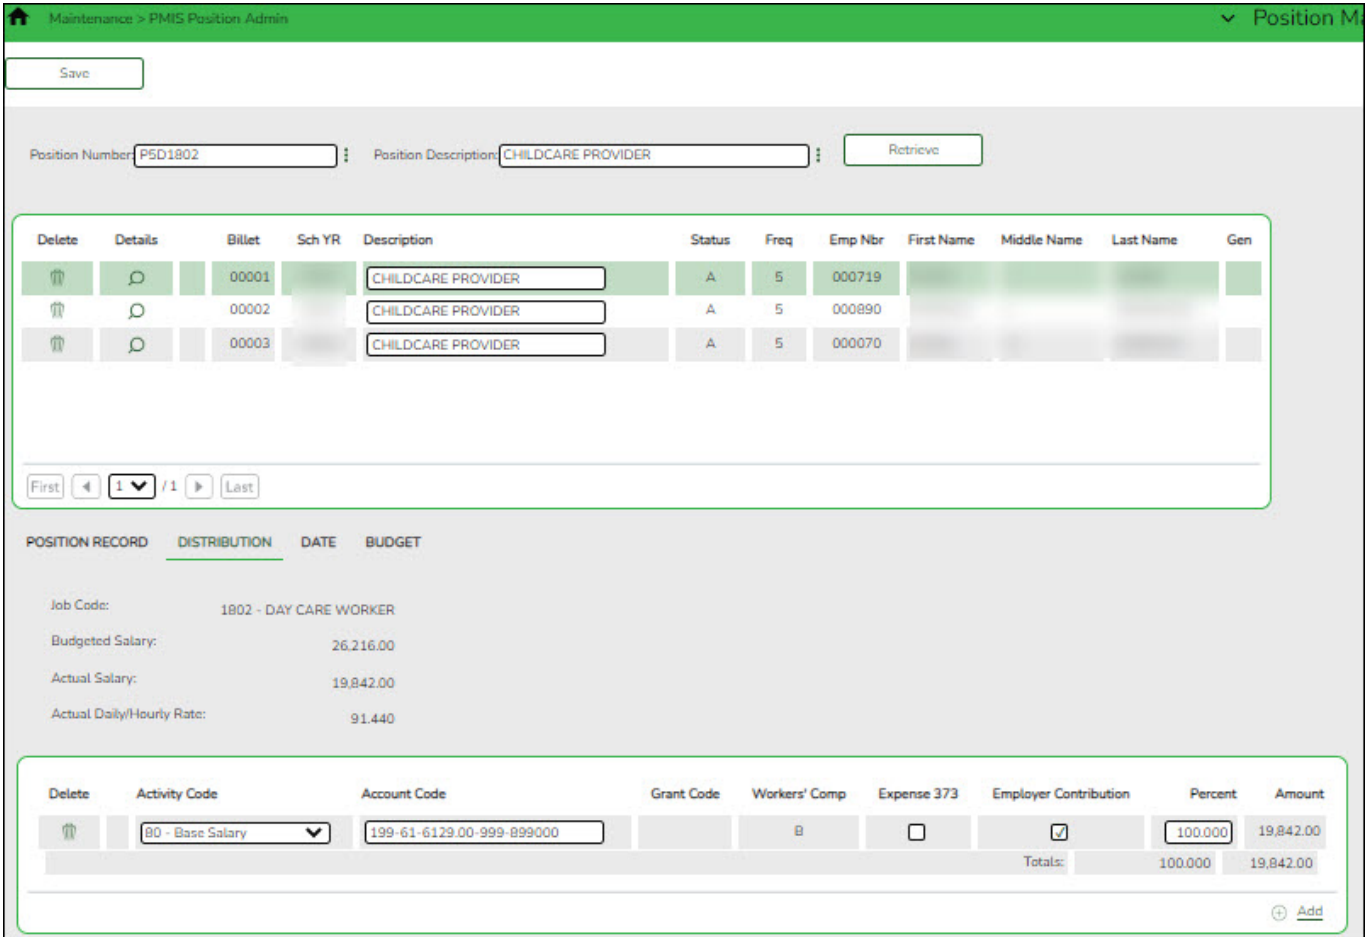 Maintenance > PMIS Position Admin Position Ma
Save
Position Number: P5D1802 Position Description: CHILDCARE PROVIDER Retrieve
Delete Details Billet Sch YR Description Status Freq Emp Nbr First Name Middle Name Last Name Gen
00001 CHILDCARE PROVIDER A 5 000719
00002 CHILDCARE PROVIDER A 5 000890
00003 CHILDCARE PROVIDER A 5 000070
First 1 / 1 Last
POSITION RECORD DISTRIBUTION DATE BUDGET
Job Code: 1802 - DAY CARE WORKER
Budgeted Salary: 26,216.00
Actual Salary: 19,842.00
Actual Daily/Hourly Rate: 91.440
Delete Activity Code Account Code Grant Code Workers' Comp Expense 373 Employer Contribution Percent Amount
80 - Base Salary 199-61-6129.00-999-899000 B 100.000 19,842.00
Totals: 100.000 19,842.00
Add